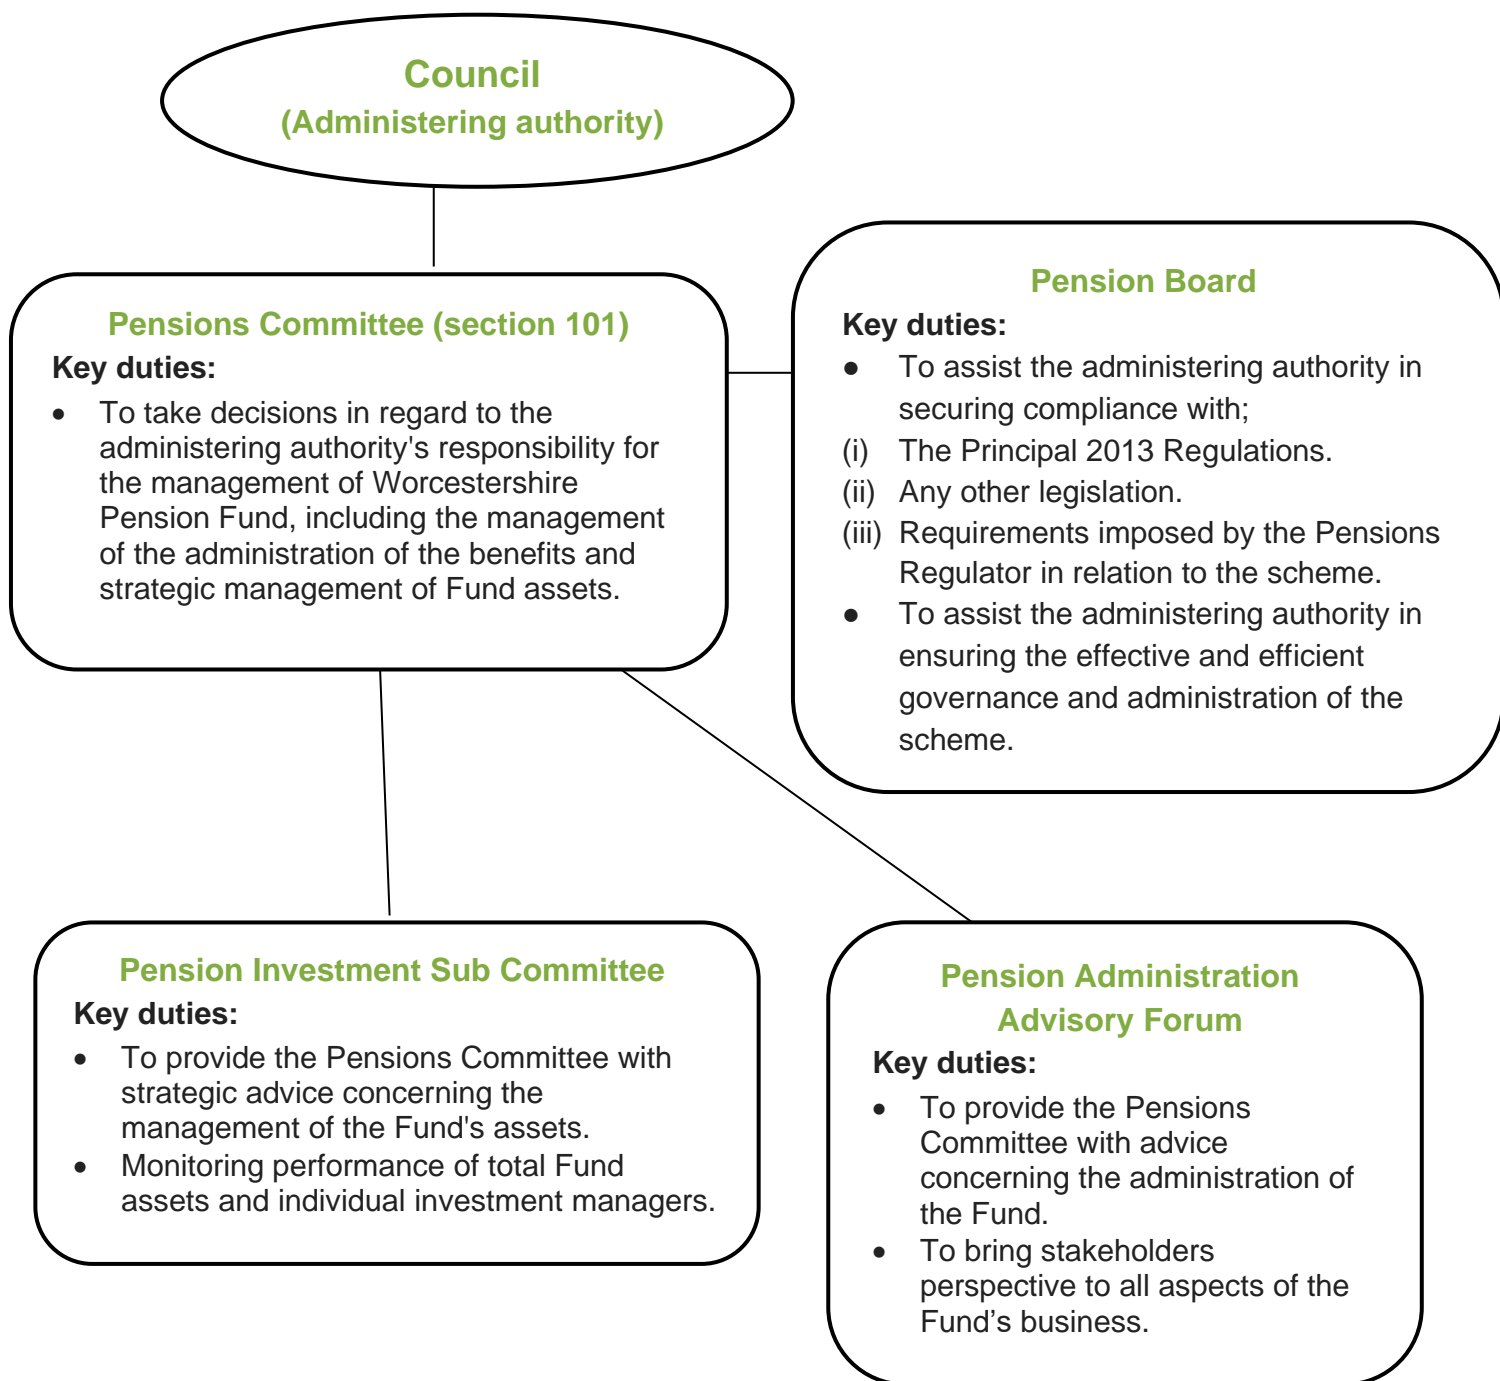 Council
(Administering authority)
Pensions Committee (section 101)
Key duties:
• To take decisions in regard to the
administering authority's responsibility for
the management of Worcestershire
Pension Fund, including the management
of the administration of the benefits and
strategic management of Fund assets.
Pension Board
Key duties:
● To assist the administering authority in
securing compliance with;
(i) The Principal 2013 Regulations.
(ii) Any other legislation.
(iii) Requirements imposed by the Pensions
Regulator in relation to the scheme.
● To assist the administering authority in
ensuring the effective and efficient
governance and administration of the
scheme.
Pension Investment Sub Committee
Key duties:
• To provide the Pensions Committee with
strategic advice concerning the
management of the Fund's assets.
• Monitoring performance of total Fund
assets and individual investment managers.
Pension Administration
Advisory Forum
Key duties:
• To provide the Pensions
Committee with advice
concerning the administration of
the Fund.
• To bring stakeholders
perspective to all aspects of the
Fund’s business.